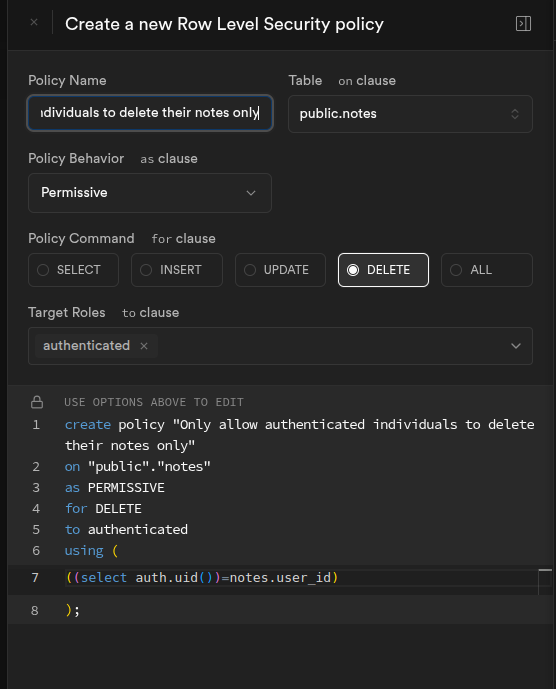 × Create a new Row Level Security policy
Policy Name
Table on clause
dividuals to delete their notes only
public.notes
Policy Behavior as clause
Permissive
Policy Command for clause
SELECT INSERT UPDATE DELETE ALL
Target Roles to clause
authenticated ×
USE OPTIONS ABOVE TO EDIT
1 create policy "Only allow authenticated individuals to delete
their notes only"
2 on "public"."notes"
3 as PERMISSIVE
4 for DELETE
5 to authenticated
6 using (
7 ((select auth.uid())=notes.user_id)
8 );